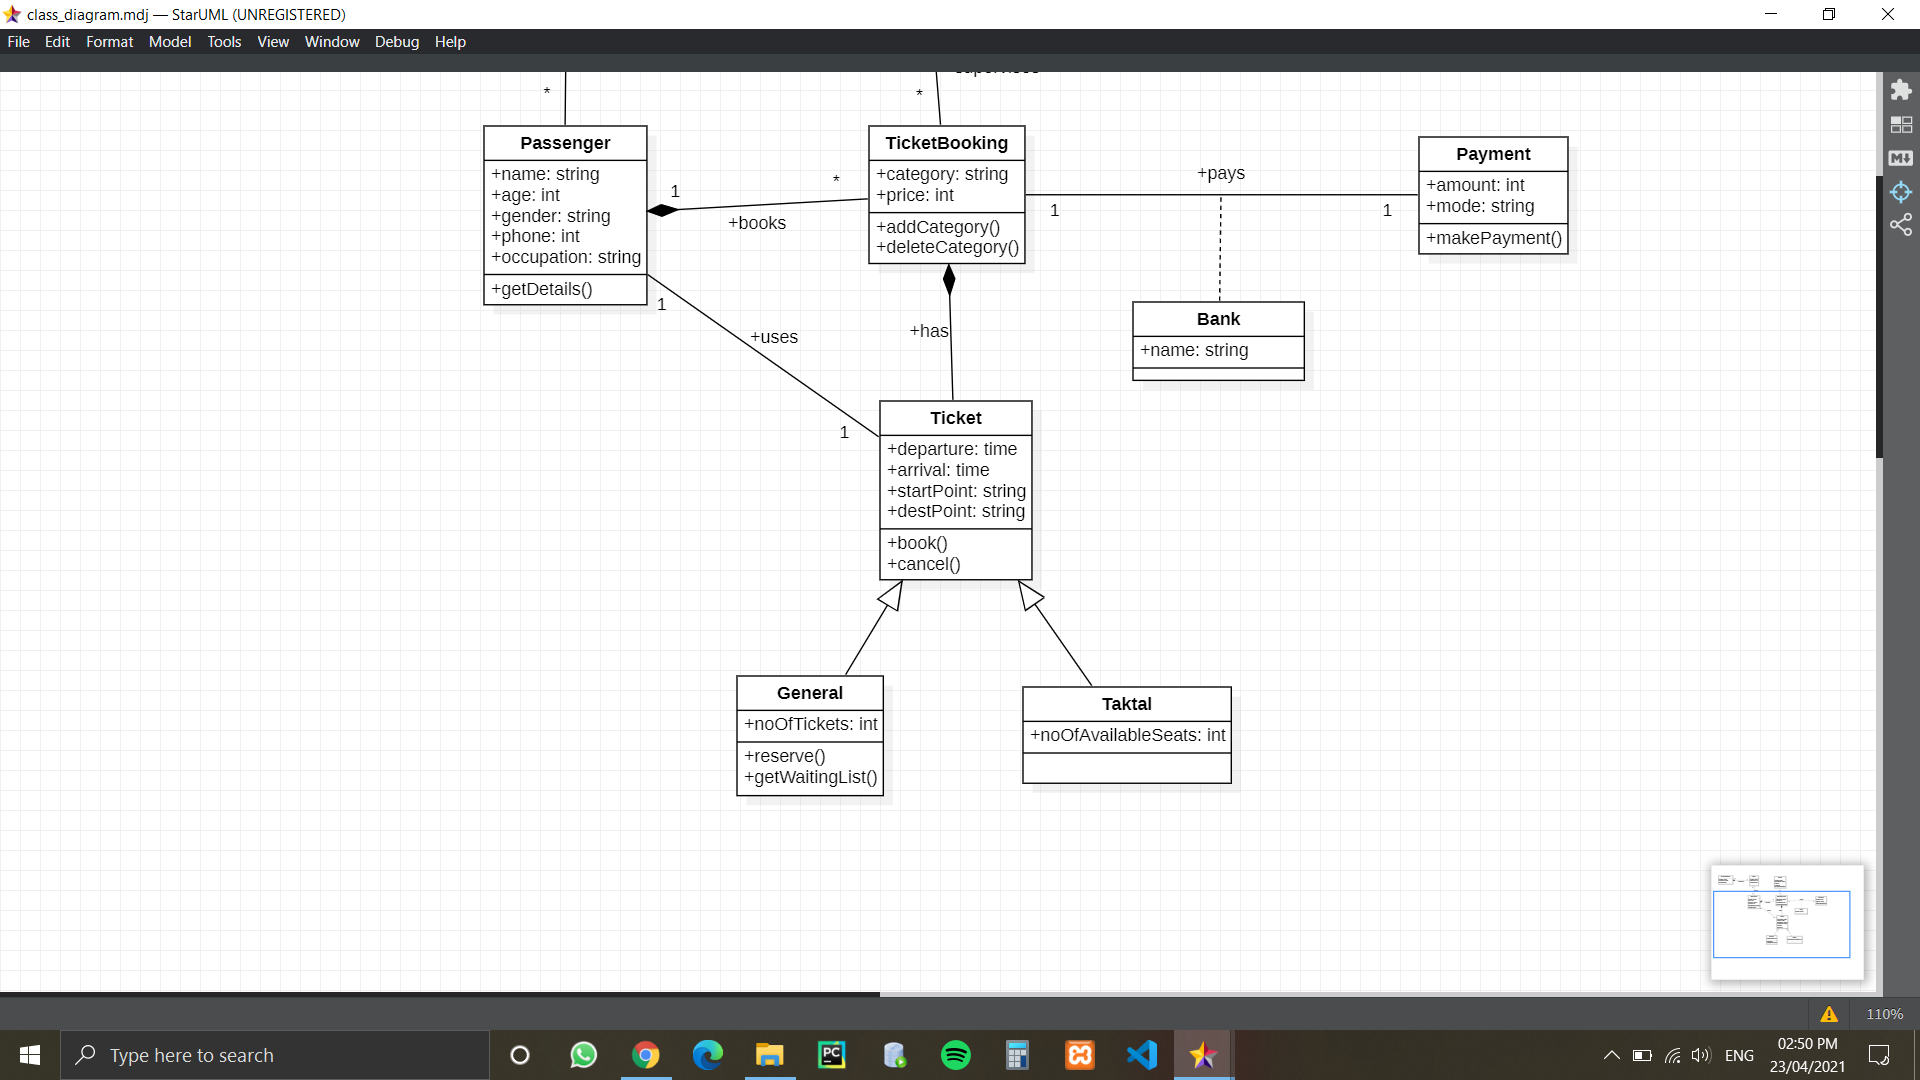 class_diagram.mdj — StarUML (UNREGISTERED)
File Edit Format Model Tools View Window Debug Help
* *
Passenger
+name: string
+age: int
+gender: string
+phone: int
+occupation: string
+getDetails()
1 *
+books
TicketBooking
+category: string
+price: int
+addCategory()
+deleteCategory()
+pays
1 1
Payment
+amount: int
+mode: string
+makePayment()
Bank
+name: string
1
+uses
1
+has
Ticket
+departure: time
+arrival: time
+startPoint: string
+destPoint: string
+book()
+cancel()
General
+noOfTickets: int
+reserve()
+getWaitingList()
Taktal
+noOfAvailableSeats: int
M
110%
Type here to search
PC
ENG
02:50 PM
23/04/2021